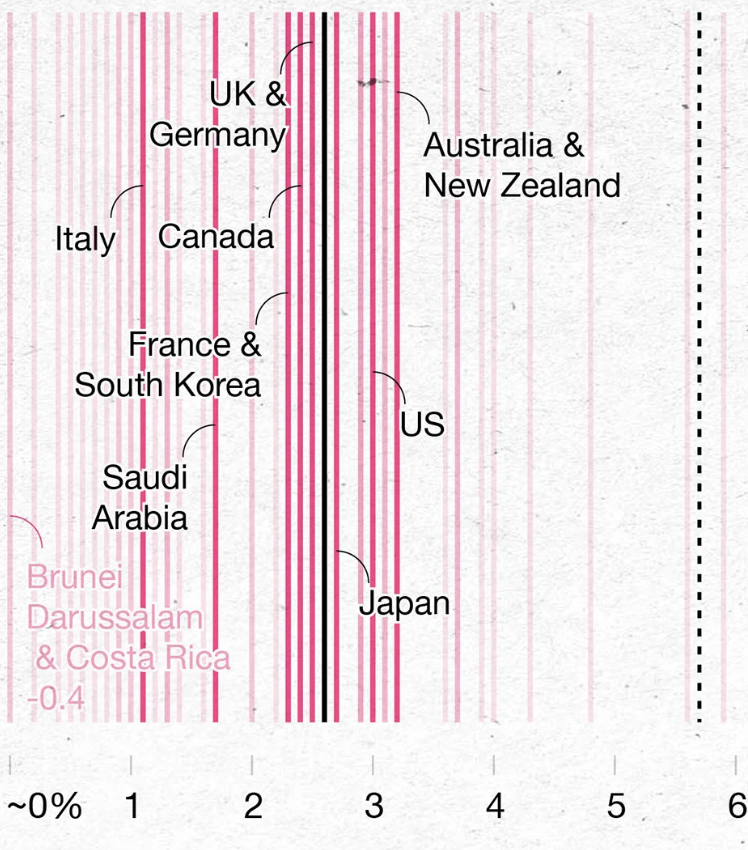 UK &
Germany
Australia &
New Zealand
Italy
Canada
France &
South Korea
US
Saudi
Arabia
Brunei
Darussalam
& Costa Rica
-0.4
Japan
~0% 1 2 3 4 5 6